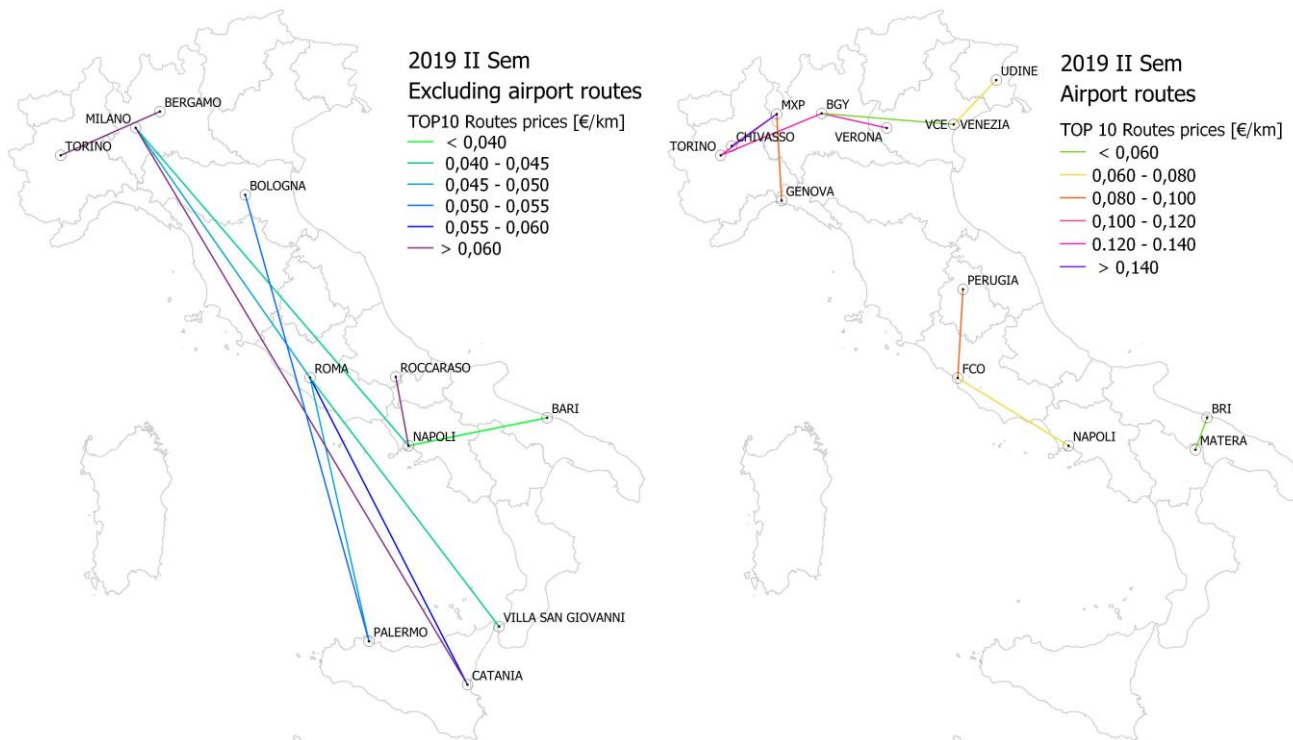 2019 II Sem
Excluding airport routes
TOP10 Routes prices [€/km]
< 0,040
0,040 - 0,045
0,045 - 0,050
0,050 - 0,055
0,055 - 0,060
> 0,060
BERGAMO
MILANO
TORINO
BOLOGNA
ROMA
ROCCARASO
BARI
NAPOLI
VILLA SAN GIOVANNI
PALERMO
CATANIA
2019 II Sem
Airport routes
TOP 10 Routes prices [€/km]
< 0,060
0,060 - 0,080
0,080 - 0,100
0,100 - 0,120
0.120 - 0.140
> 0,140
UDINE
MXP
BGY
VCE
VENEZIA
CHIVASSO
VERONA
TORINO
GENOVA
PERUGIA
FCO
NAPOLI
BRI
MATERA